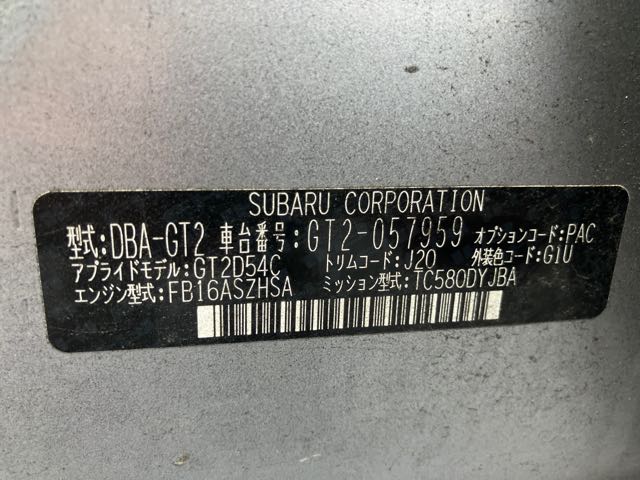 SUBARU CORPORATION
型式:DBA-GT2 車台番号:GT2-057959 オプションコード:PAC
アプライドモデル:GT2D54C トリムコード:J20 外装色コード:G1U
エンジン型式:FB16ASZHSA ミッション型式:TC580DYJBA